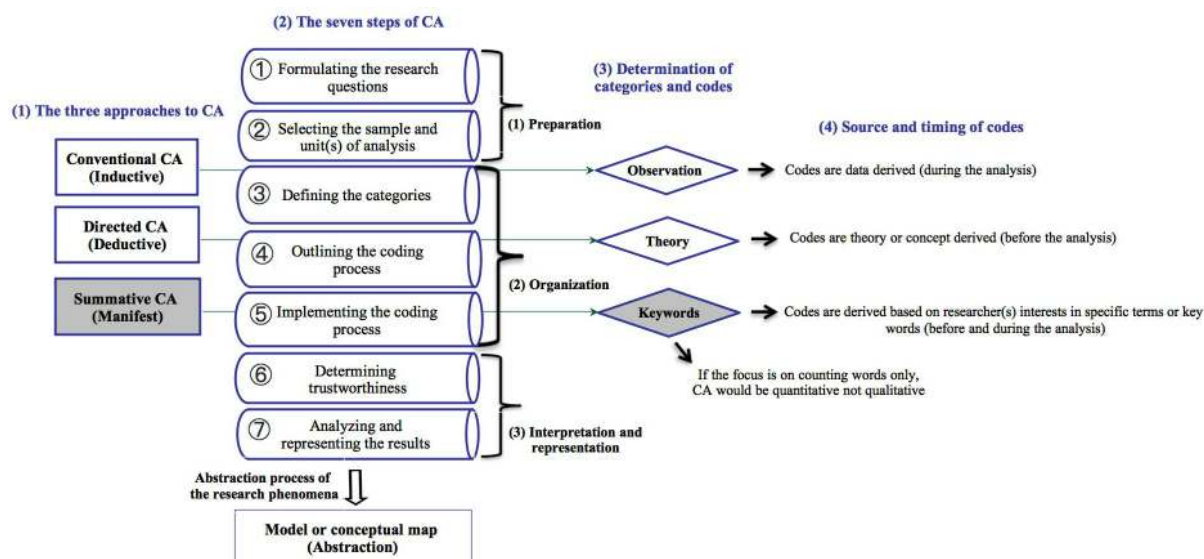 (2) The seven steps of CA
① Formulating the research
questions
② Selecting the sample and
unit(s) of analysis
③ Defining the categories
④ Outlining the coding
process
⑤ Implementing the coding
process
⑥ Determining
trustworthiness
⑦ Analyzing and
representing the results
(1) Preparation
(2) Organization
(3) Interpretation and
representation
(1) The three approaches to CA
Conventional CA
(Inductive)
Directed CA
(Deductive)
Summative CA
(Manifest)
(3) Determination of
categories and codes
Observation
Theory
Keywords
(4) Source and timing of codes
Codes are data derived (during the analysis)
Codes are theory or concept derived (before the analysis)
Codes are derived based on researcher(s) interests in specific terms or key
words (before and during the analysis)
If the focus is on counting words only,
CA would be quantitative not qualitative
Abstraction process of
the research phenomena
Model or conceptual map
(Abstraction)